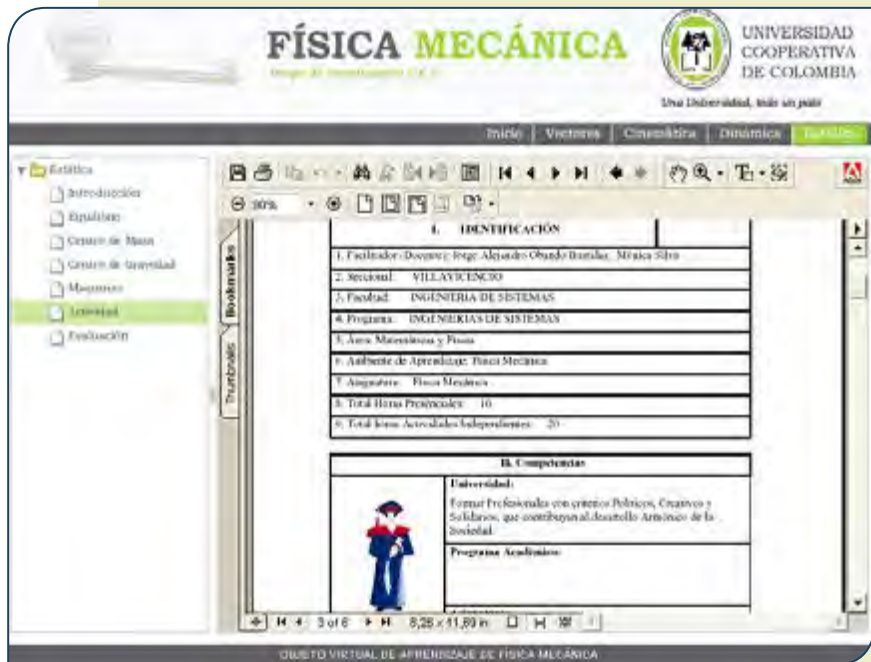 FÍSICA MECÁNICA
UNIVERSIDAD
COOPERATIVA
DE COLOMBIA
Una Universidad, todo un país
Inicio | Vectores | Cinemática | Dinámica | Estática
Estática
Introducción
Equilibrio
Centro de Masa
Centro de Gravedad
Maquinas
Actividad
Evaluación
90%
Bookmarks
Thumbnails
I. IDENTIFICACIÓN
1. Facilitador: Docente: Jorge Alejandro Obando Bastidas, Mónica Silva
2. Seccional: VILLAVICENCIO
3. Facultad: INGENIERIA DE SISTEMAS
4. Programa: INGENIERIAS DE SISTEMAS
5. Área: Matemáticas y Física
6. Ambiente de Aprendizaje: Física Mecánica
7. Asignatura: Física Mecánica
8. Total Horas Presénciales: 10
9. Total horas Actividades Independientes: 20
II. Competencias
Universidad:
Formar Profesionales con criterios Políticos, Creativos y
Solidarios, que contribuyan al desarrollo Armónico de la
Sociedad.
Programa Académico:
3 of 6
8,26 x 11,69 in
OBJETO VIRTUAL DE APRENDIZAJE DE FÍSICA MECÁNICA